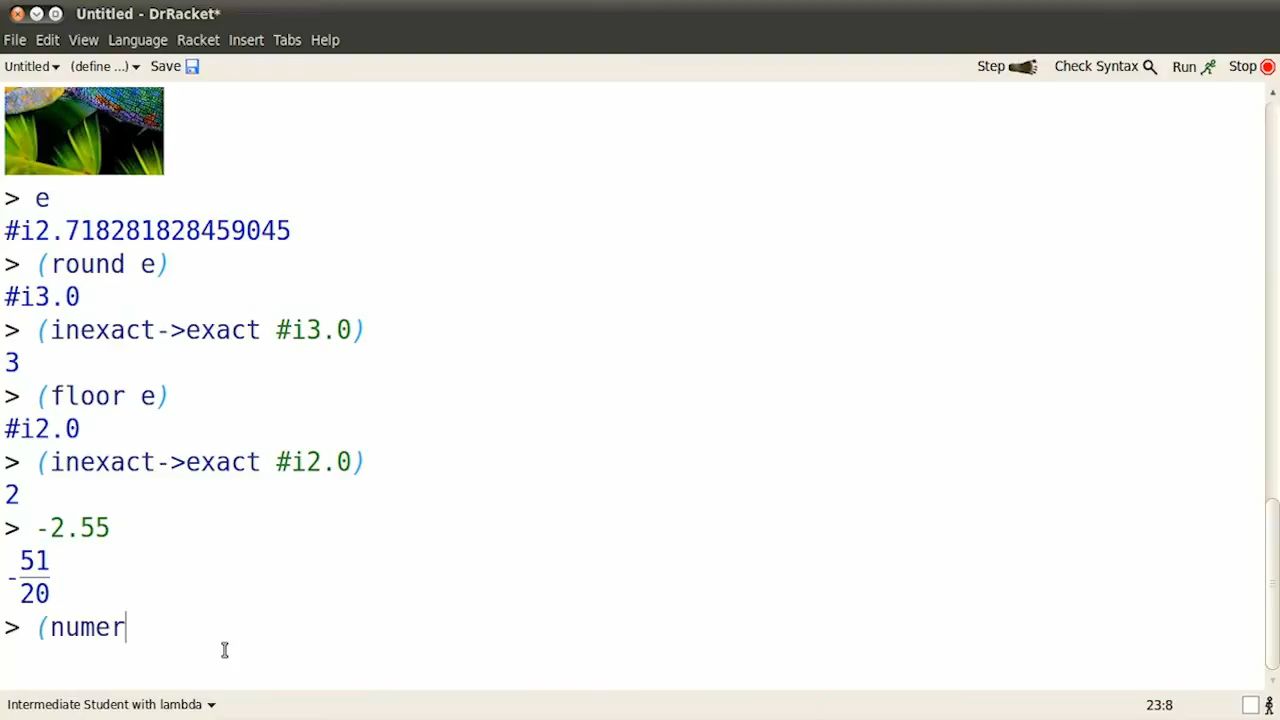 Untitled - DrRacket*
File Edit View Language Racket Insert Tabs Help
Untitled (define ...) Save Step Check Syntax Run Stop
> e
#i2.718281828459045
> (round e)
#i3.0
> (inexact->exact #i3.0)
3
> (floor e)
#i2.0
> (inexact->exact #i2.0)
2
> -2.55
51
-
20
> (numer
Intermediate Student with lambda 23:8